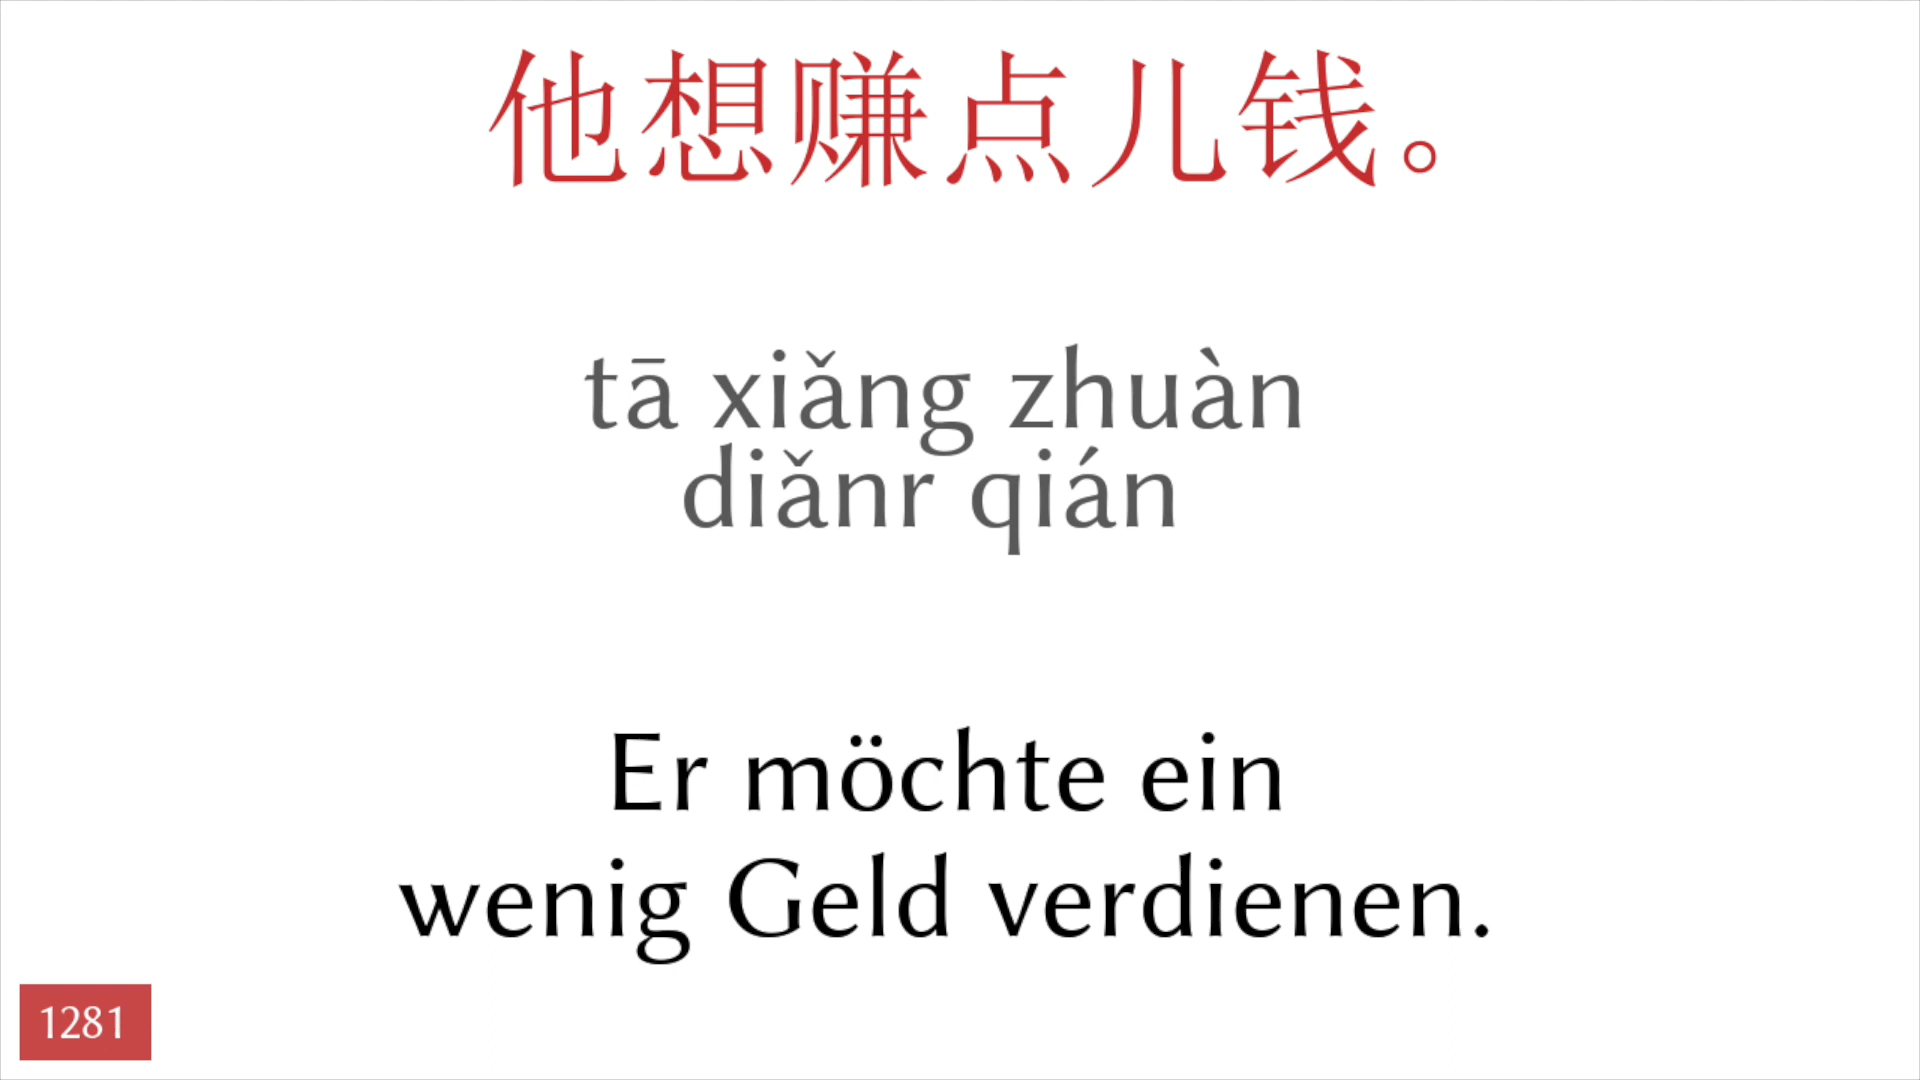 他想赚点儿钱。
tā xiǎng zhuàn
diǎnr qián
Er möchte ein
wenig Geld verdienen.
1281